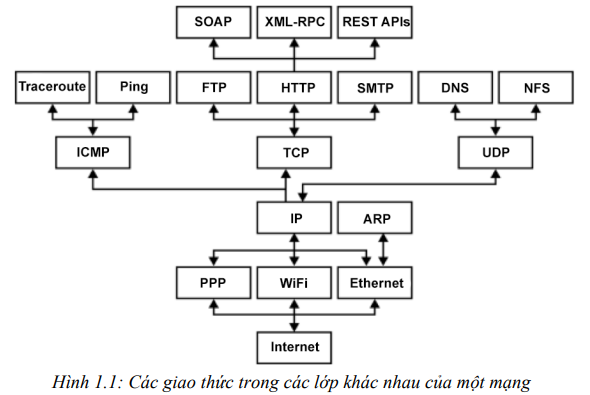 SOAP XML-RPC REST APIs
Traceroute Ping FTP HTTP SMTP DNS NFS
ICMP TCP UDP
IP ARP
PPP WiFi Ethernet
Internet
Hình 1.1: Các giao thức trong các lớp khác nhau của một mạng